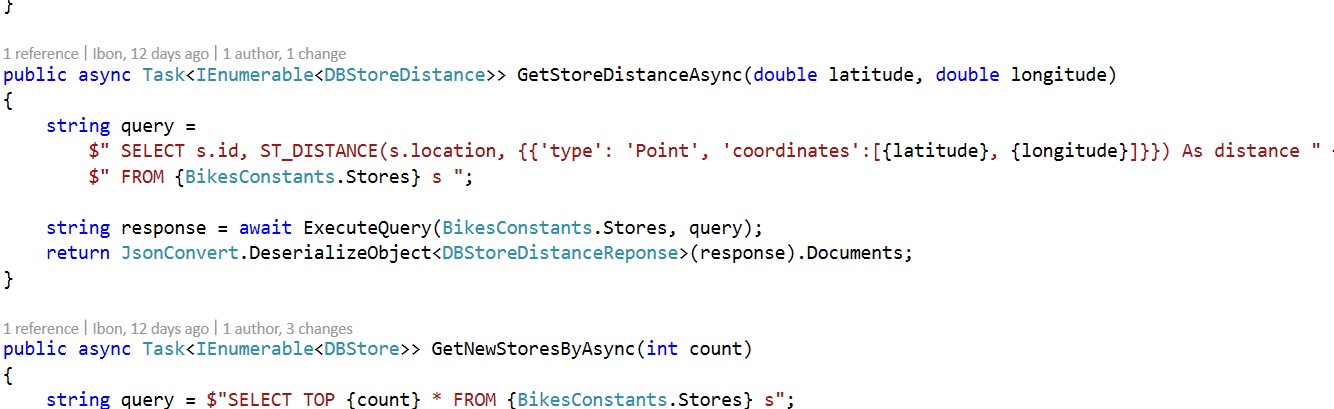 }
1 reference | Ibon, 12 days ago | 1 author, 1 change
public async Task<IEnumerable<DBStoreDistance>> GetStoreDistanceAsync(double latitude, double longitude)
{
string query =
$" SELECT s.id, ST_DISTANCE(s.location, {{'type': 'Point', 'coordinates':[{latitude}, {longitude}]}}) As distance "
$" FROM {BikesConstants.Stores} s ";
string response = await ExecuteQuery(BikesConstants.Stores, query);
return JsonConvert.DeserializeObject<DBStoreDistanceReponse>(response).Documents;
}
1 reference | Ibon, 12 days ago | 1 author, 3 changes
public async Task<IEnumerable<DBStore>> GetNewStoresByAsync(int count)
{
string query = $"SELECT TOP {count} * FROM {BikesConstants.Stores} s";